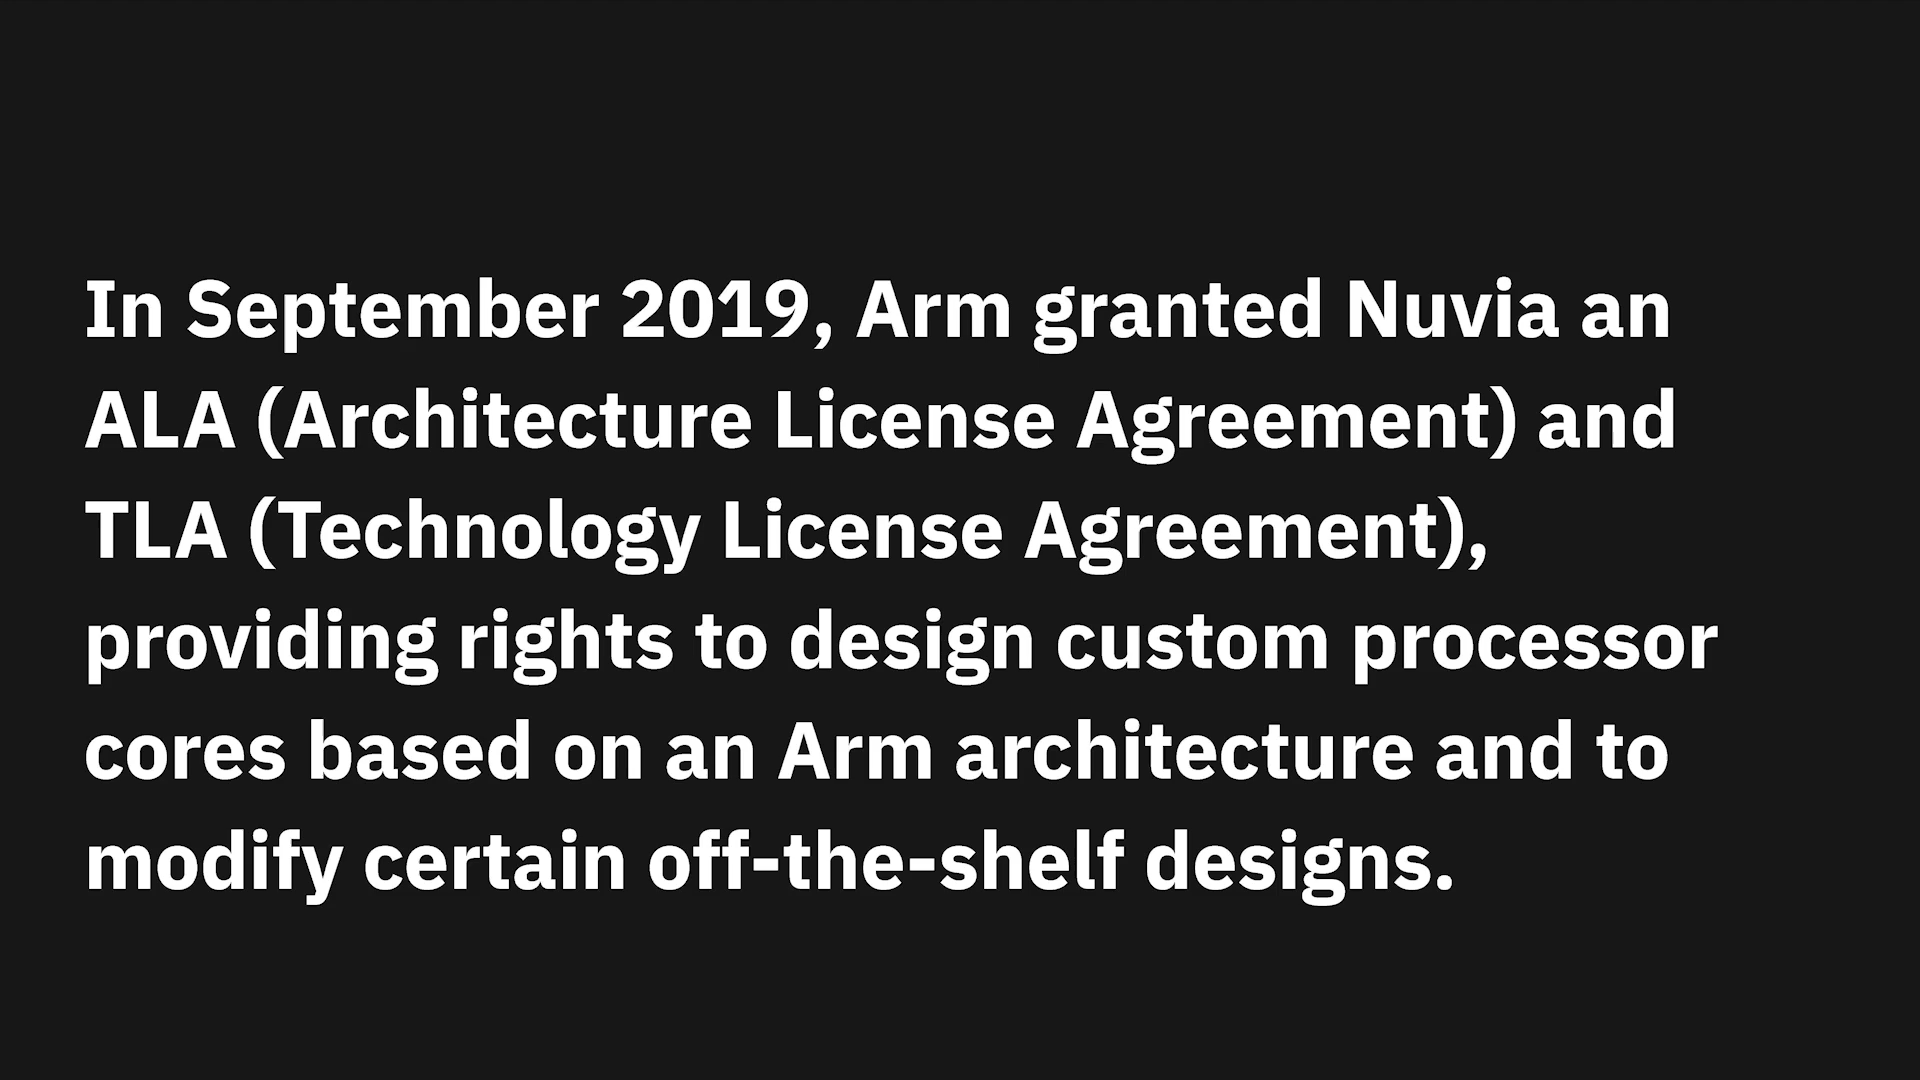 In September 2019, Arm granted Nuvia an
ALA (Architecture License Agreement) and
TLA (Technology License Agreement),
providing rights to design custom processor
cores based on an Arm architecture and to
modify certain off-the-shelf designs.